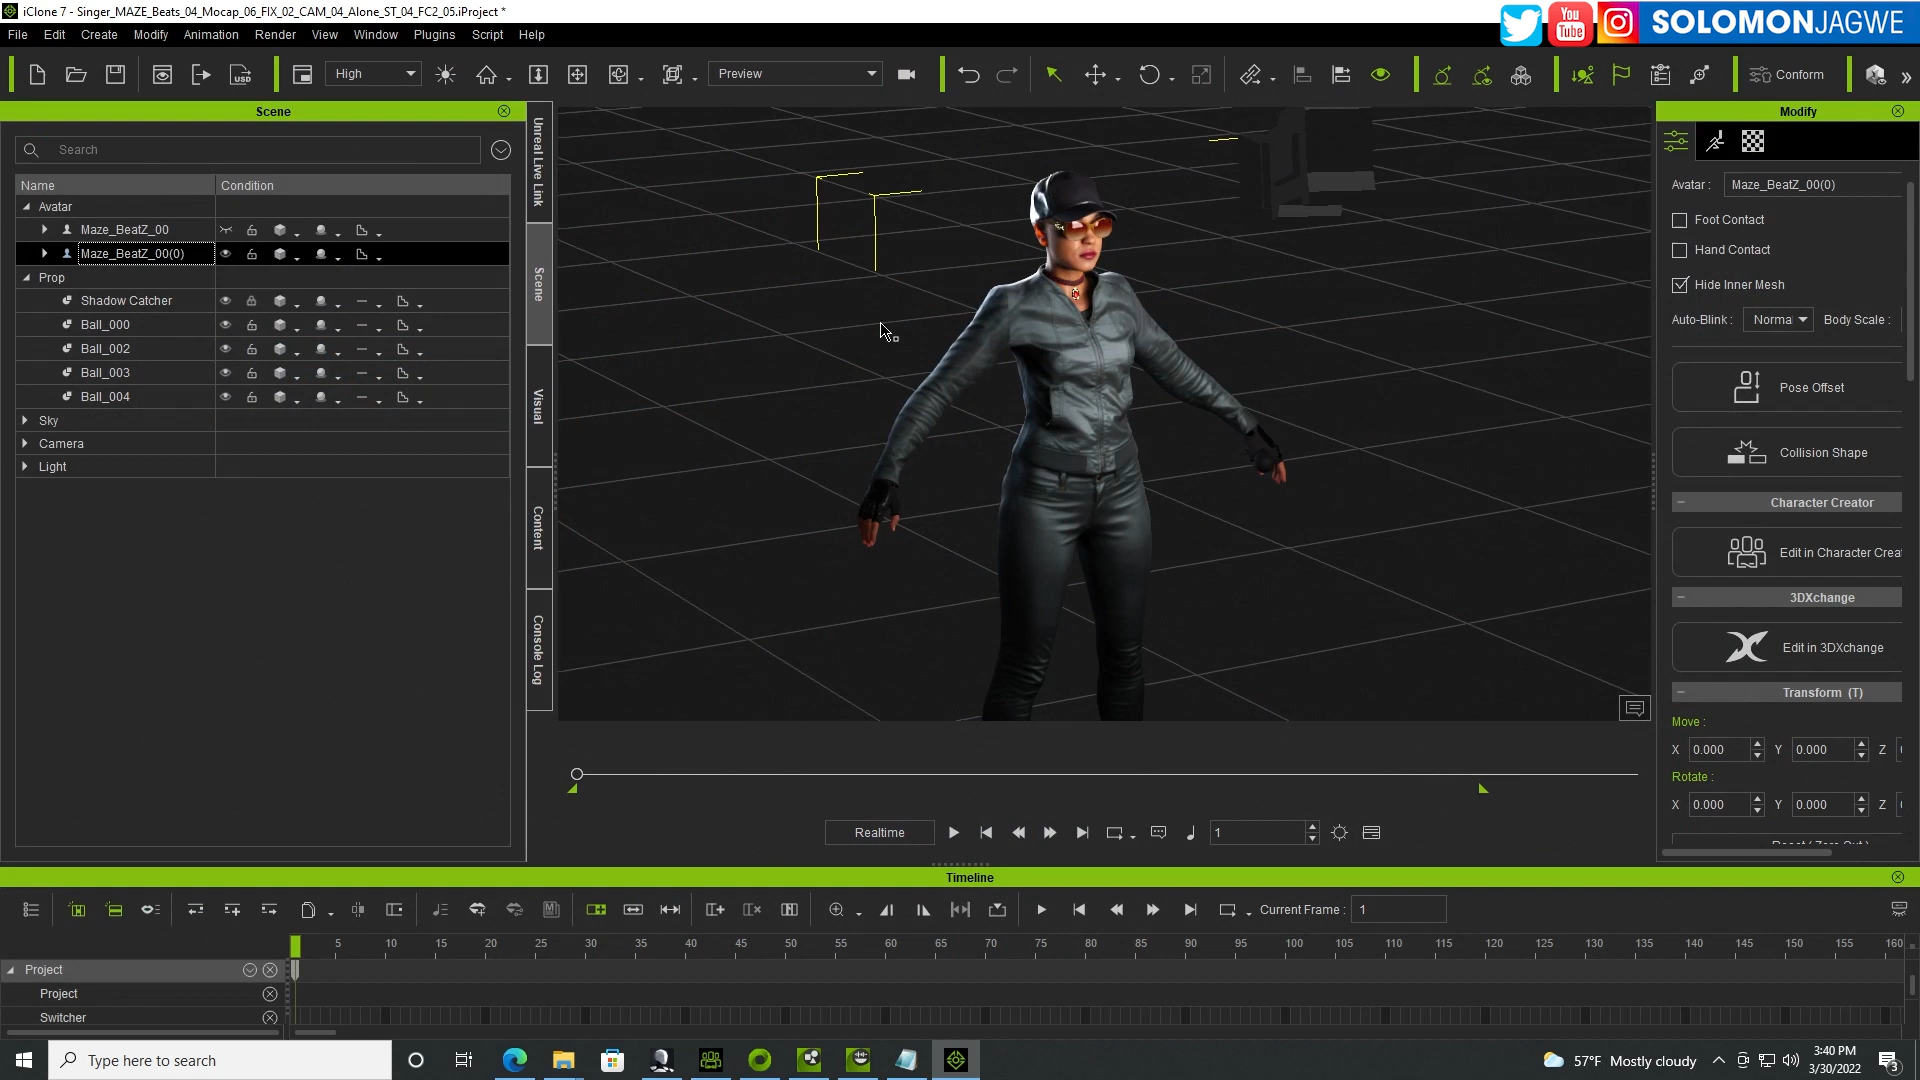 iClone 7 - Singer_MAZE_Beats_04_Mocap_06_FIX_02_CAM_04_Alone_ST_04_FC2_05.iProject *
You Tube
SOLOMONJAGWE
File Edit Create Modify Animation Render View Window Plugins Script Help
USD High Preview Conform
Scene
Modify
Search
Name Condition
Avatar
Maze_BeatZ_00
Maze_BeatZ_00(0)
Prop
Shadow Catcher
Ball_000
Ball_002
Ball_003
Ball_004
Sky
Camera
Light
Unreal Live Link
Scene
Visual
Content
Console Log
Avatar : Maze_BeatZ_00(0)
Foot Contact
Hand Contact
Hide Inner Mesh
Auto-Blink : Norma Body Scale :
Pose Offset
Collision Shape
Character Creator
Edit in Character Crea
3DXchange
Edit in 3DXchange
Transform (T)
Move :
X 0.000 Y 0.000 Z
Rotate :
X 0.000 Y 0.000 Z
Realtime 1
Timeline
Current Frame : 1
5 10 15 20 25 30 35 40 45 50 55 60 65 70 75 80 85 90 95 100 105 110 115 120 125 130 135 140 145 150 155 160
Project
Project
Switcher
Type here to search
57°F Mostly cloudy
3:40 PM
3/30/2022
3